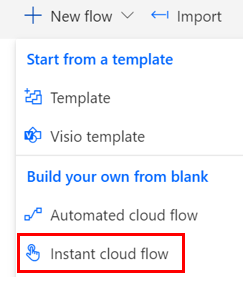 New flow Import
Start from a template
Template
Visio template
Build your own from blank
Automated cloud flow
Instant cloud flow